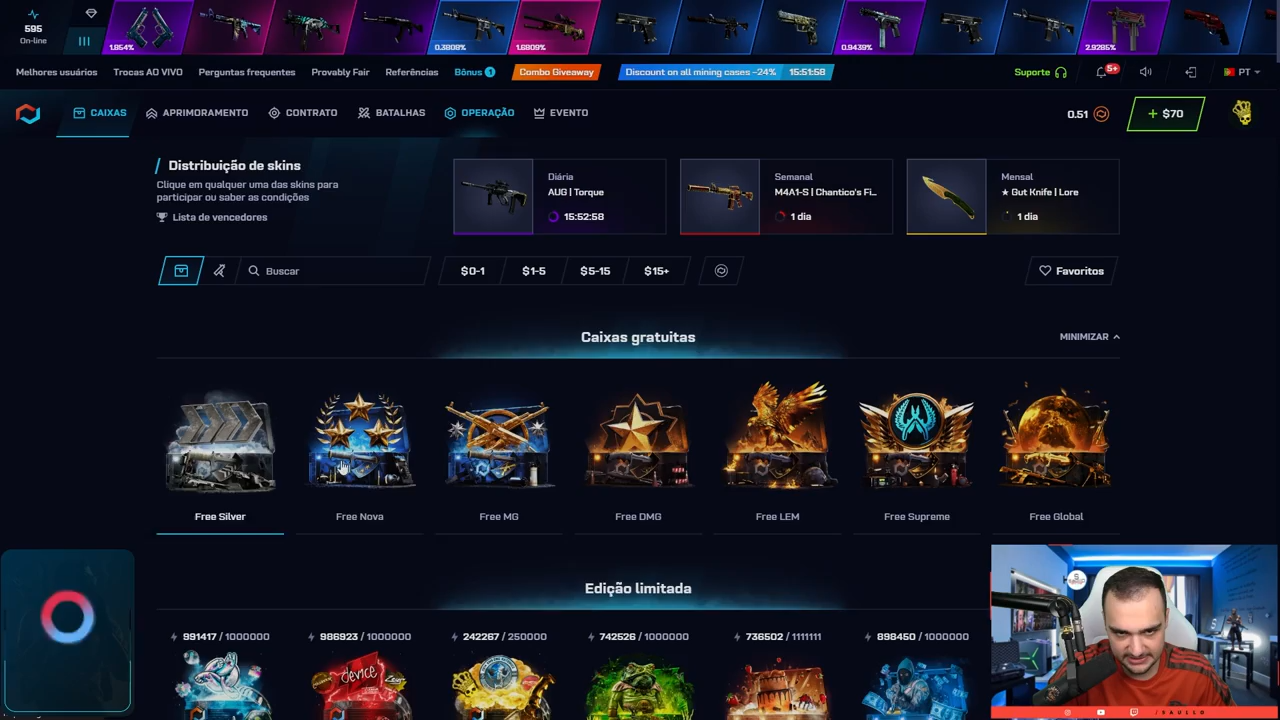 595
On-line
1.854%
0.3808%
1.6809%
0.9439%
2.9285%
Melhores usuários
Trocas AO VIVO
Perguntas frequentes
Provably Fair
Referências
Bônus 1
Combo Giveaway
Discount on all mining cases −24% 15:51:58
Suporte
5+
PT
CAIXAS
APRIMORAMENTO
CONTRATO
BATALHAS
OPERAÇÃO
EVENTO
0.51
+ $70
Distribuição de skins
Clique em qualquer uma das skins para
participar ou saber as condições
Lista de vencedores
Diária
AUG | Torque
15:52:58
Semanal
M4A1-S | Chantico's Fi...
1 dia
Mensal
★ Gut Knife | Lore
1 dia
Buscar
$0-1
$1-5
$5-15
$15+
Favoritos
Caixas gratuitas
MINIMIZAR
Free Silver
Free Nova
Free MG
Free DMG
Free LEM
Free Supreme
Free Global
Edição limitada
991417 / 1000000
986923 / 1000000
242267 / 250000
742526 / 1000000
736502 / 1111111
898450 / 1000000
device
/SAULLO